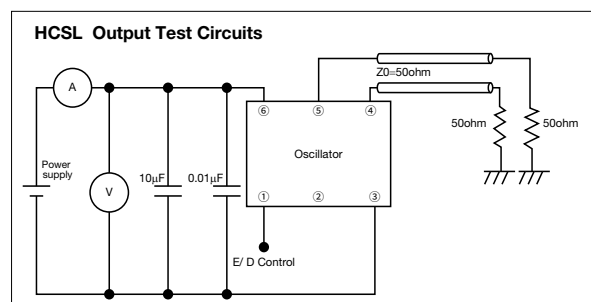 HCSL Output Test Circuits
A
Z0=50ohm
⑥ ⑤ ④
50ohm 50ohm
Oscillator
Power
supply
10μF 0.01μF
V
① ② ③
E/ D Control